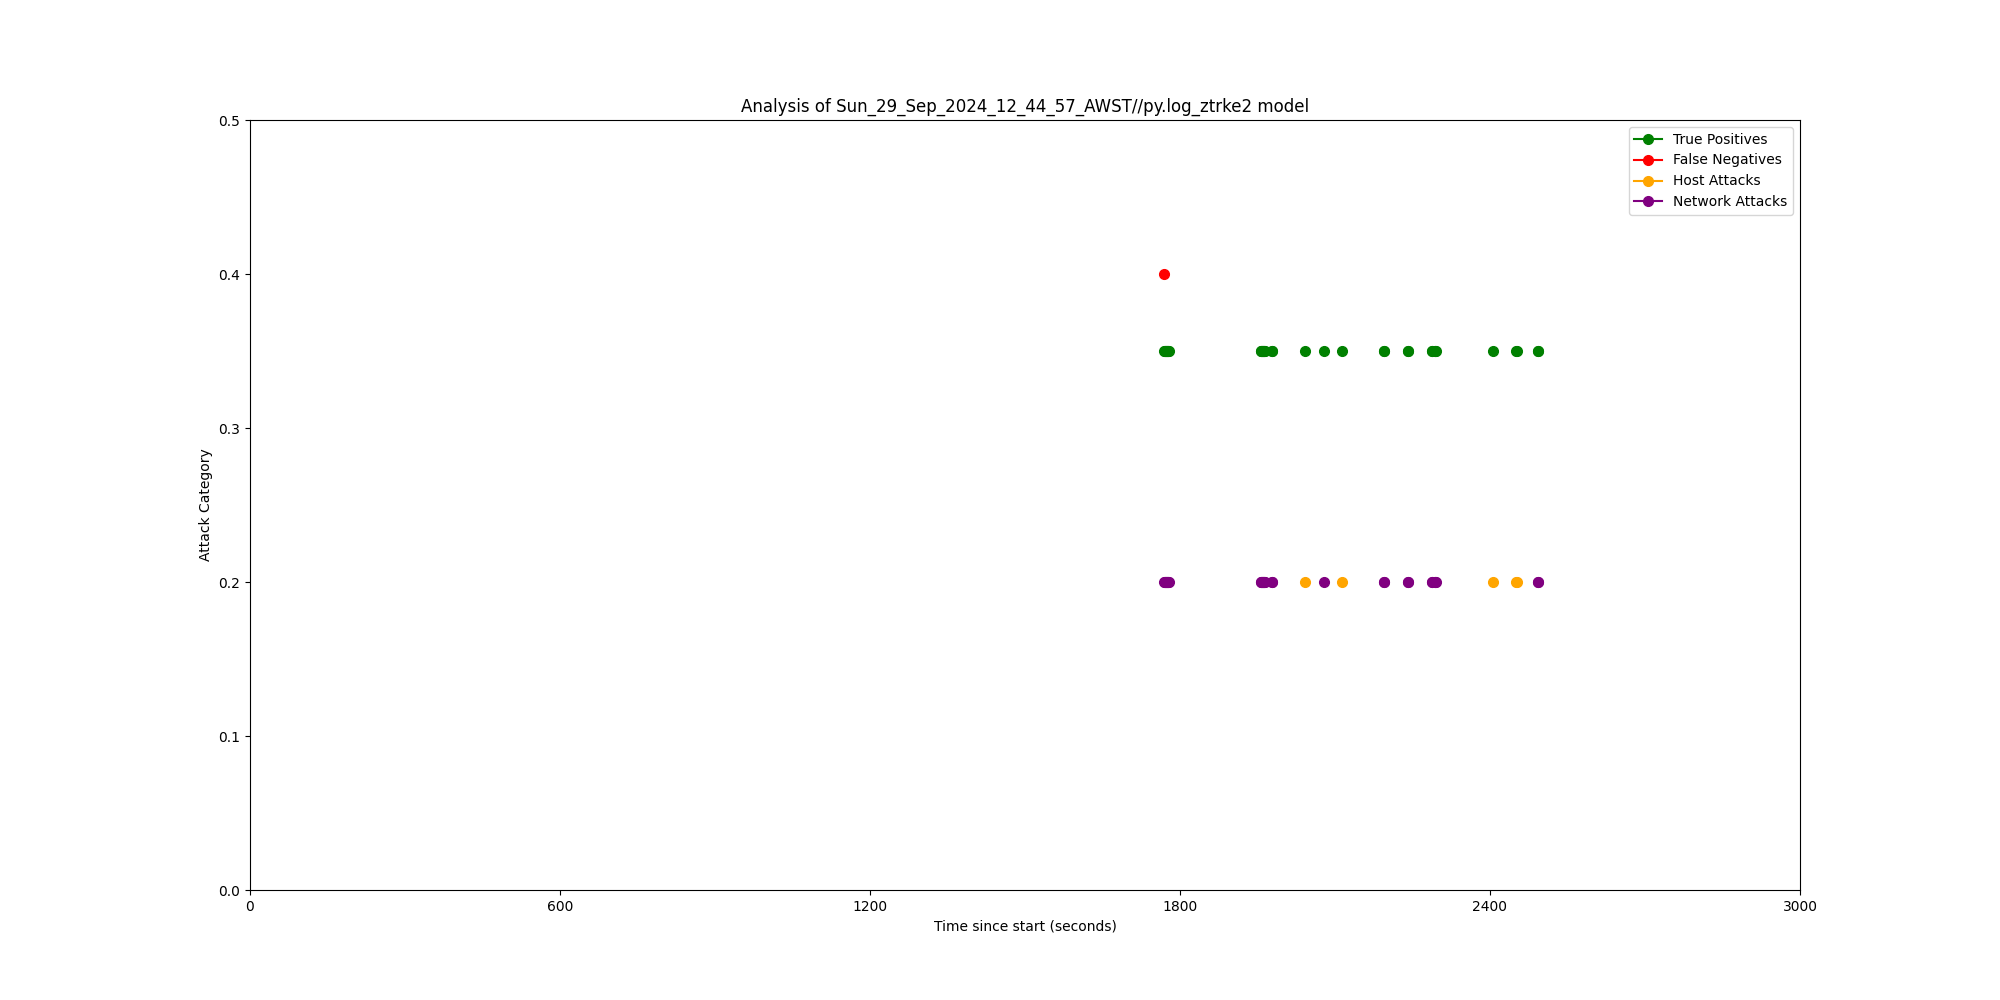 Analysis of Sun_29_Sep_2024_12_44_57_AWST//py.log_ztrke2 model
0.5
0.4
0.3
0.2
0.1
0.0
Attack Category
True Positives
False Negatives
Host Attacks
Network Attacks
0 600 1200 1800 2400 3000
Time since start (seconds)